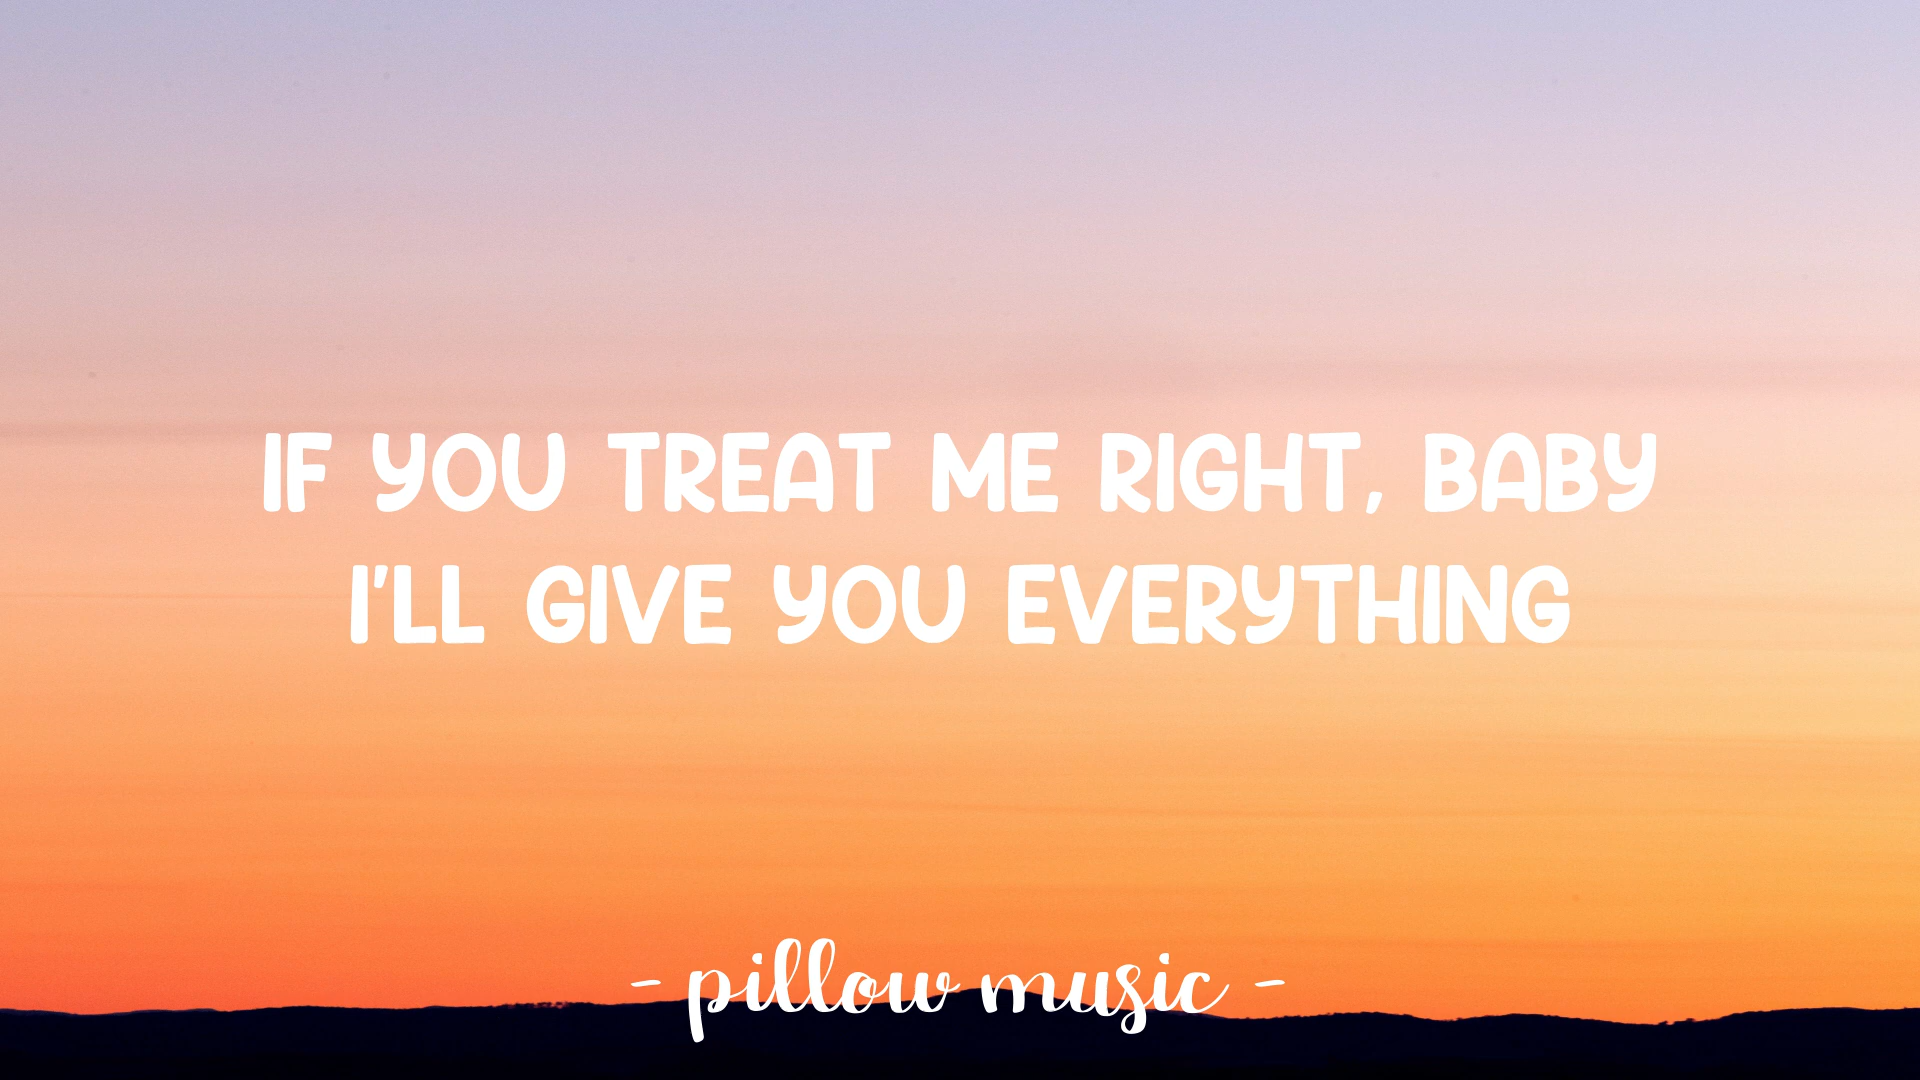 IF YOU TREAT ME RIGHT, BABY
I'LL GIVE YOU EVERYTHING
- pillow music -